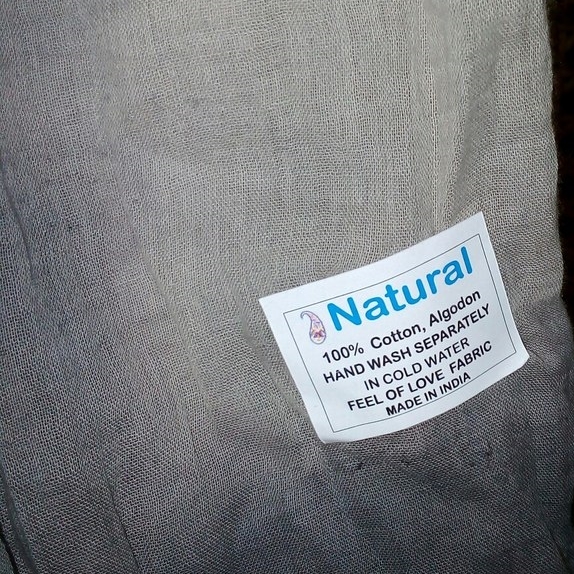 Natural
100% Cotton, Algodon
HAND WASH SEPARATELY
IN COLD WATER
FEEL OF LOVE FABRIC
MADE IN INDIA